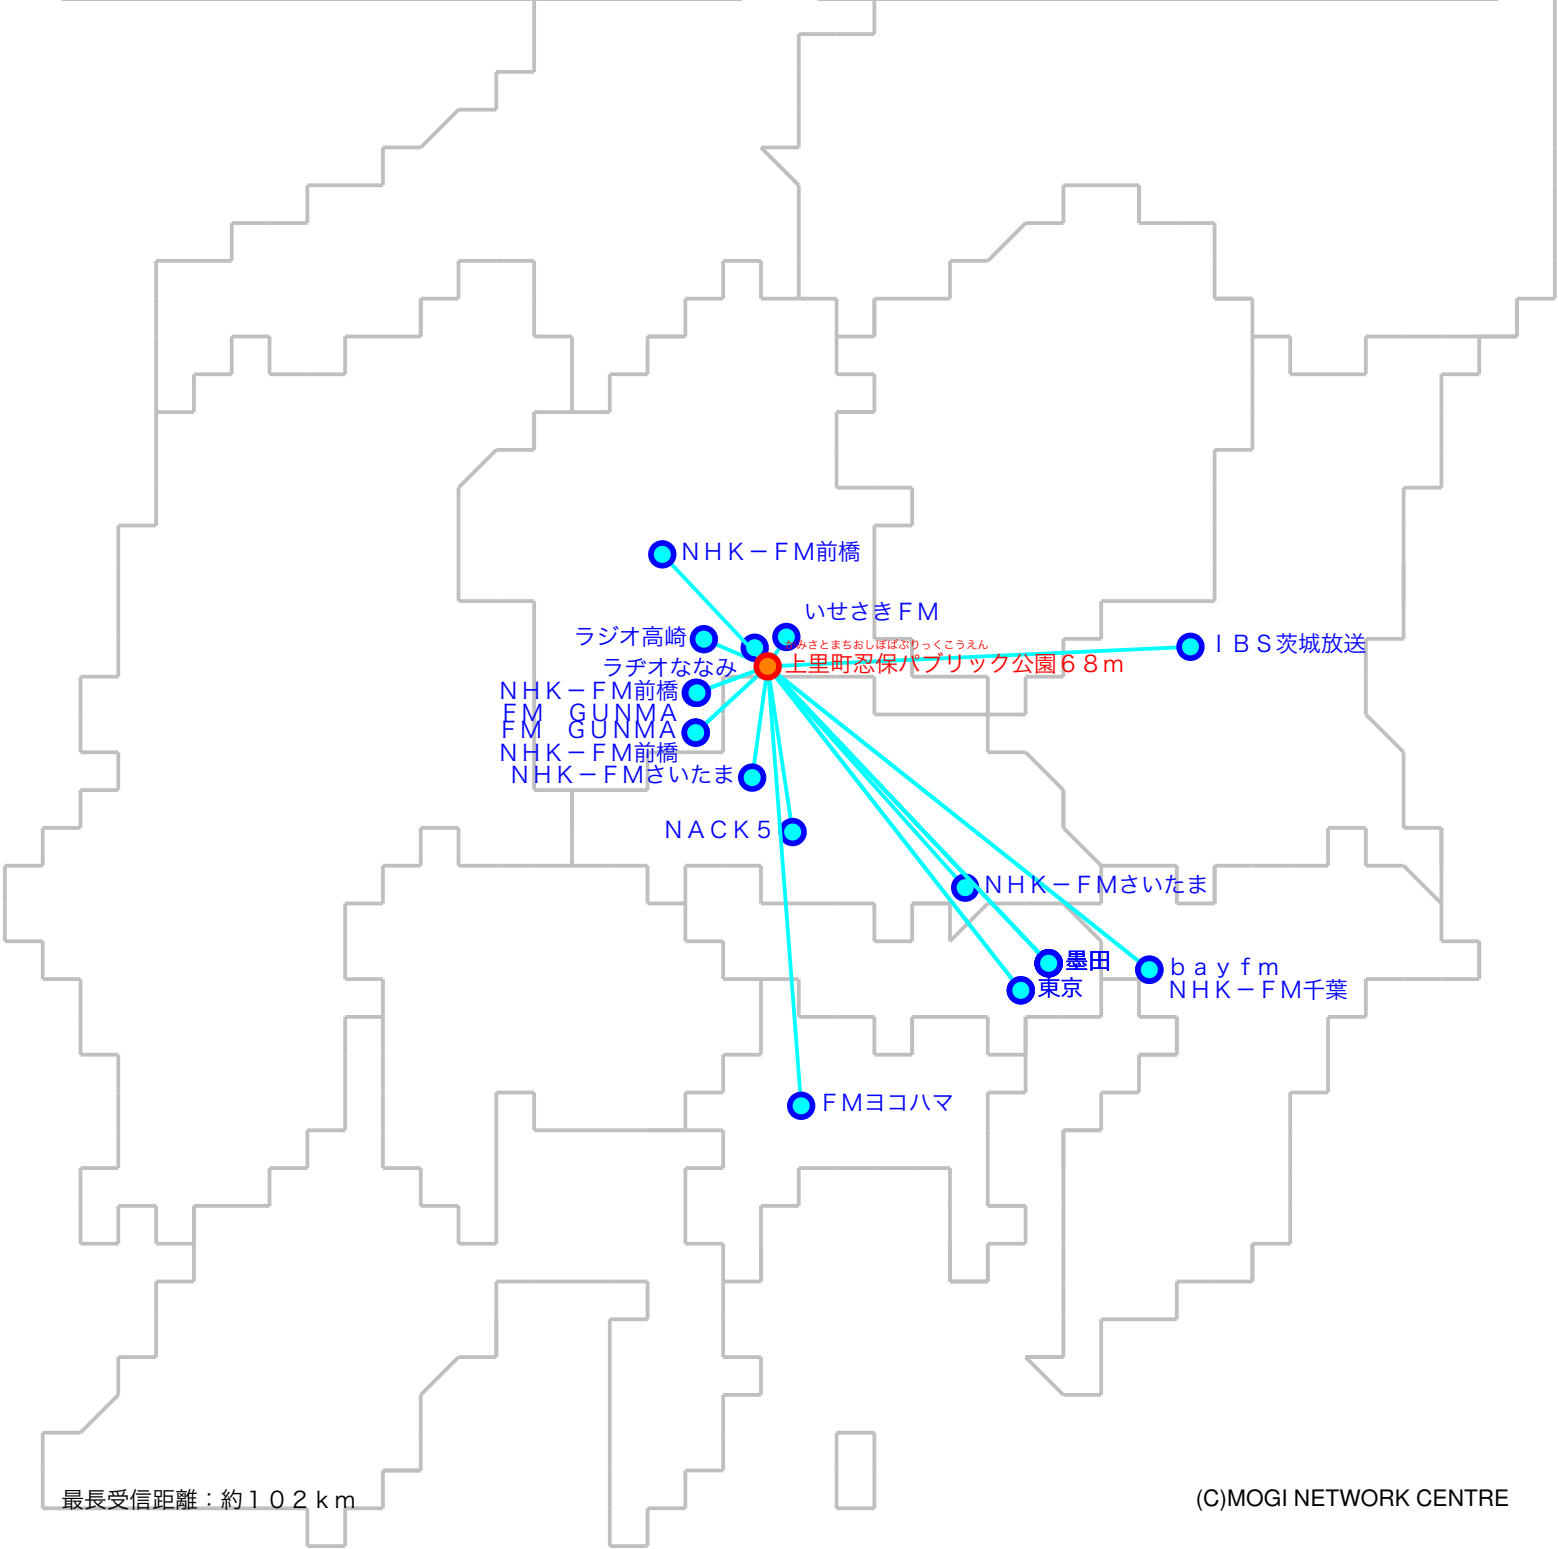 ＮＨＫ－ＦＭ前橋
いせさきＦＭ
ラジオ高崎
かみさとまちおしぼぱぶりっくこうえん
ＩＢＳ茨城放送
上里町忍保パブリック公園６８ｍ
ラヂオななみ
ＮＨＫ－ＦＭ前橋
ＦＭ　ＧＵＮＭＡ
ＦＭ　ＧＵＮＭＡ
ＮＨＫ－ＦＭ前橋
ＮＨＫ－ＦＭさいたま
ＮＡＣＫ５
ＮＨＫ－ＦＭさいたま
墨田
ｂａｙｆｍ
東京
ＮＨＫ－ＦＭ千葉
ＦＭヨコハマ
最長受信距離：約１０２ｋｍ
(C)MOGI NETWORK CENTRE